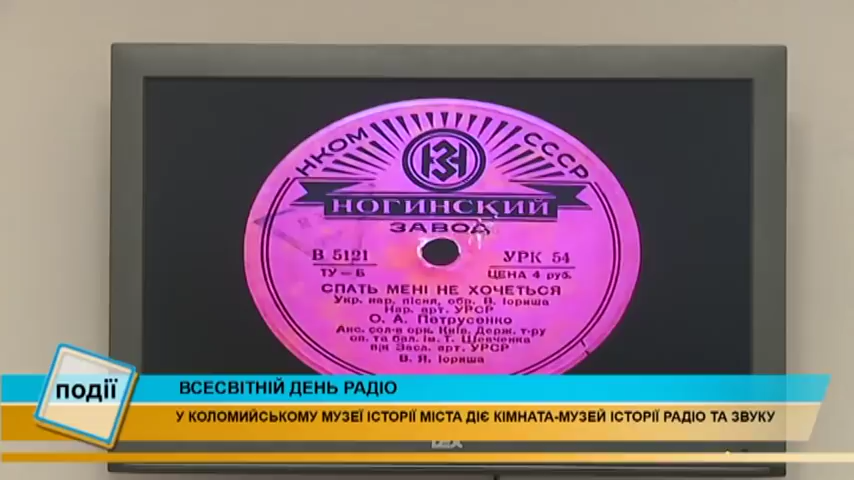 НКОМ СССР
НОГИНСКИЙ
ЗАВОД
В 5121 УРК 54
ТУ — Б ЦЕНА 4 руб.
СПАТЬ МЕНІ НЕ ХОЧЕТЬСЯ
Укр. нар. пісня, обр. В. Іориша
Нар. арт. УРСР
О. А. Петрусенко
Анс. сол-в орк. Київ. Держ. т-ру
оп. та бал. ім. Т. Шевченка
п/к Засл. арт. УРСР
В. Я. Іориша
ПОДІЇ
ВСЕСВІТНІЙ ДЕНЬ РАДІО
У КОЛОМИЙСЬКОМУ МУЗЕЇ ІСТОРІЇ МІСТА ДІЄ КІМНАТА-МУЗЕЙ ІСТОРІЇ РАДІО ТА ЗВУКУ